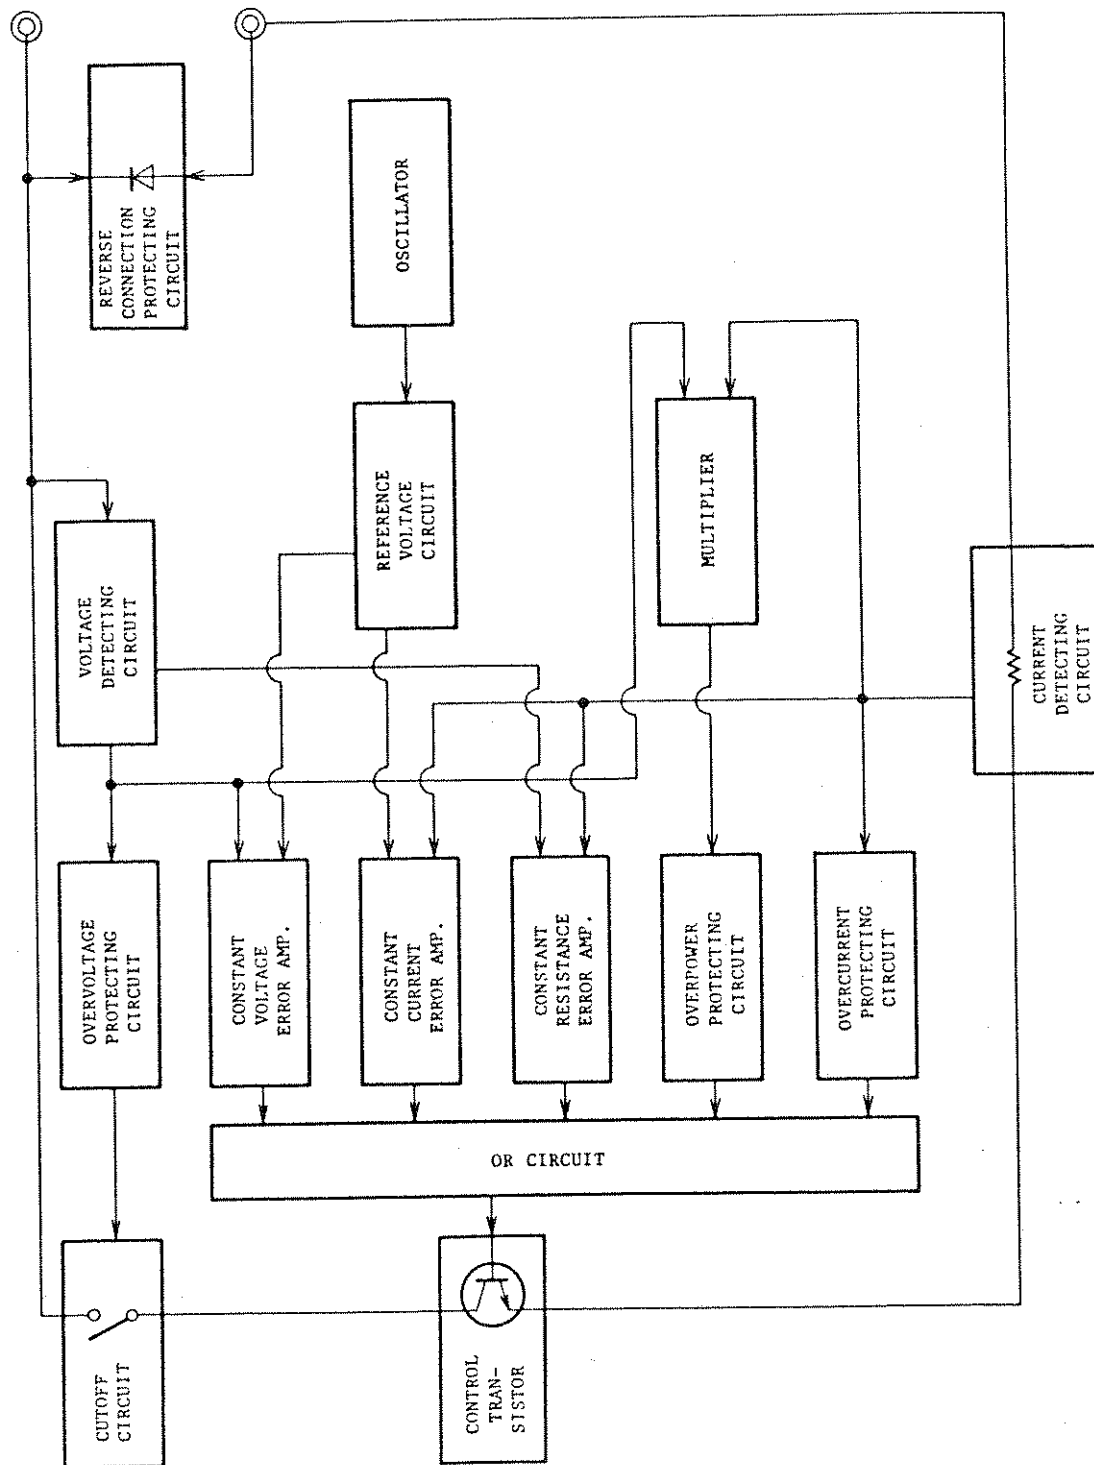 REVERSE
CONNECTION
PROTECTING
CIRCUIT
OSCILLATOR
VOLTAGE
DETECTING
CIRCUIT
REFERENCE
VOLTAGE
CIRCUIT
MULTIPLIER
CURRENT
DETECTING
CIRCUIT
OVERVOLTAGE
PROTECTING
CIRCUIT
CONSTANT
VOLTAGE
ERROR AMP.
CONSTANT
CURRENT
ERROR AMP.
CONSTANT
RESISTANCE
ERROR AMP.
OVERPOWER
PROTECTING
CIRCUIT
OVERCURRENT
PROTECTING
CIRCUIT
OR CIRCUIT
CUTOFF
CIRCUIT
CONTROL
TRAN-
SISTOR